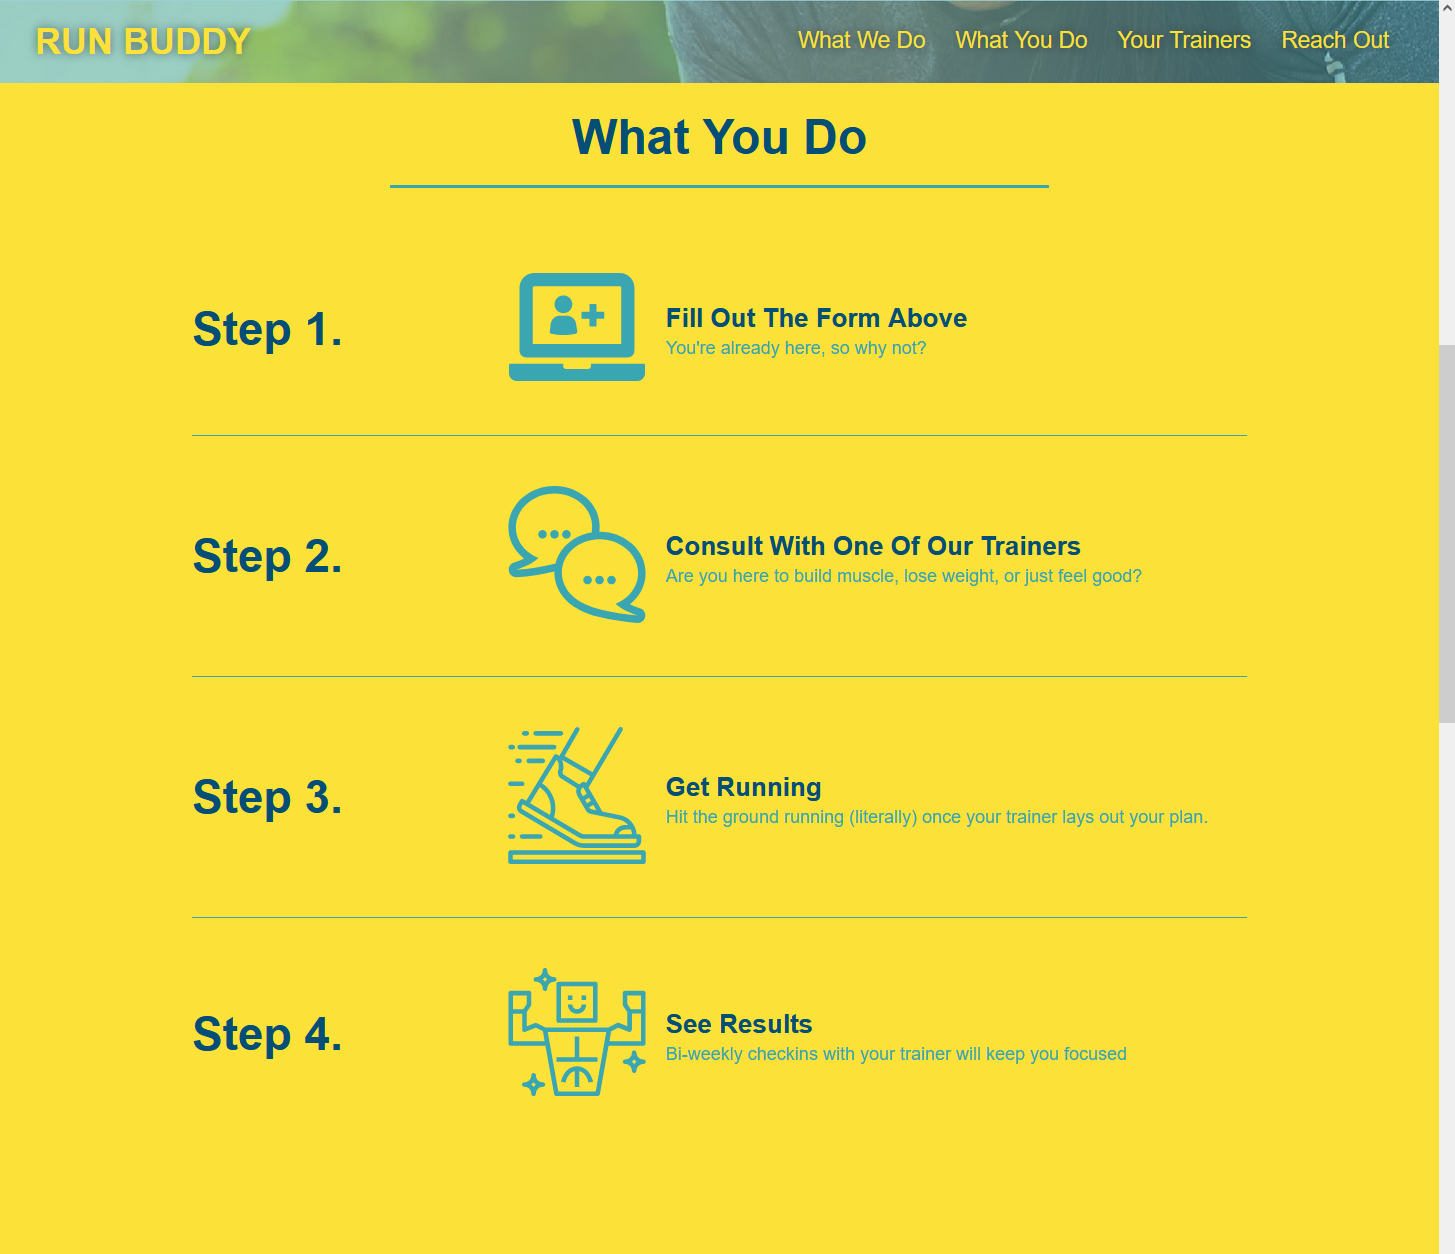 RUN BUDDY
What We Do What You Do Your Trainers Reach Out
What You Do
Step 1.
Fill Out The Form Above
You're already here, so why not?
Step 2.
Consult With One Of Our Trainers
Are you here to build muscle, lose weight, or just feel good?
Step 3.
Get Running
Hit the ground running (literally) once your trainer lays out your plan.
Step 4.
See Results
Bi-weekly checkins with your trainer will keep you focused